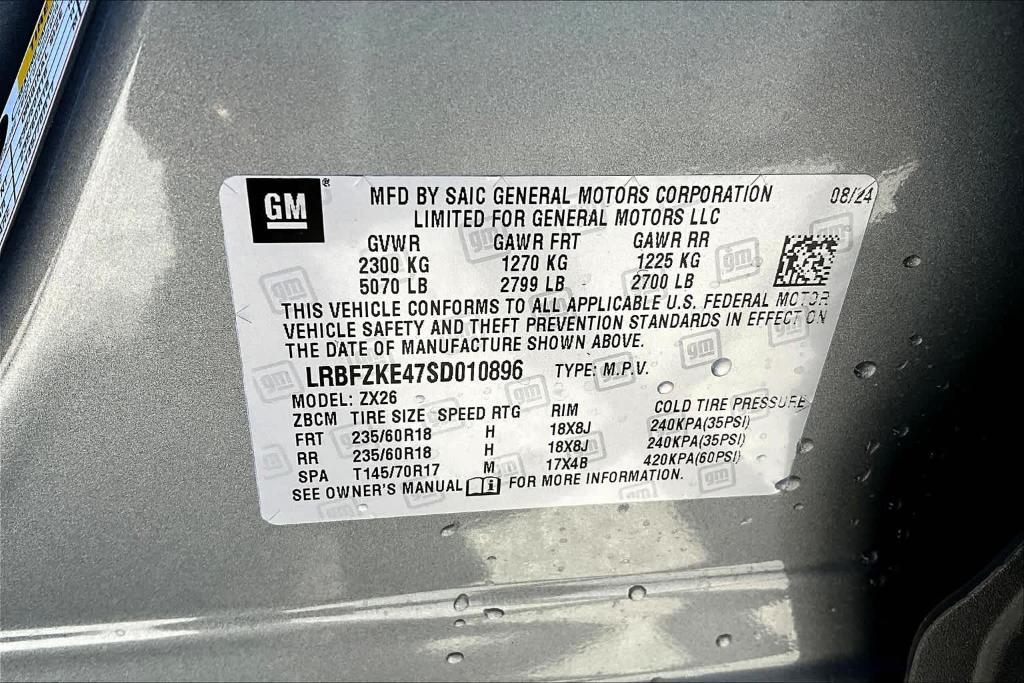 GM® MFD BY SAIC GENERAL MOTORS CORPORATION 08/24
LIMITED FOR GENERAL MOTORS LLC
GVWR GAWR FRT GAWR RR
2300 KG 1270 KG 1225 KG
5070 LB 2799 LB 2700 LB
THIS VEHICLE CONFORMS TO ALL APPLICABLE U.S. FEDERAL MOTOR
VEHICLE SAFETY AND THEFT PREVENTION STANDARDS IN EFFECT ON
THE DATE OF MANUFACTURE SHOWN ABOVE.
LRBFZKE47SD010896 TYPE: M.P.V.
MODEL: ZX26
ZBCM TIRE SIZE SPEED RTG RIM COLD TIRE PRESSURE
FRT 235/60R18 H 18X8J 240KPA(35PSI)
RR 235/60R18 H 18X8J 240KPA(35PSI)
SPA T145/70R17 M 17X4B 420KPA(60PSI)
SEE OWNER'S MANUAL FOR MORE INFORMATION.